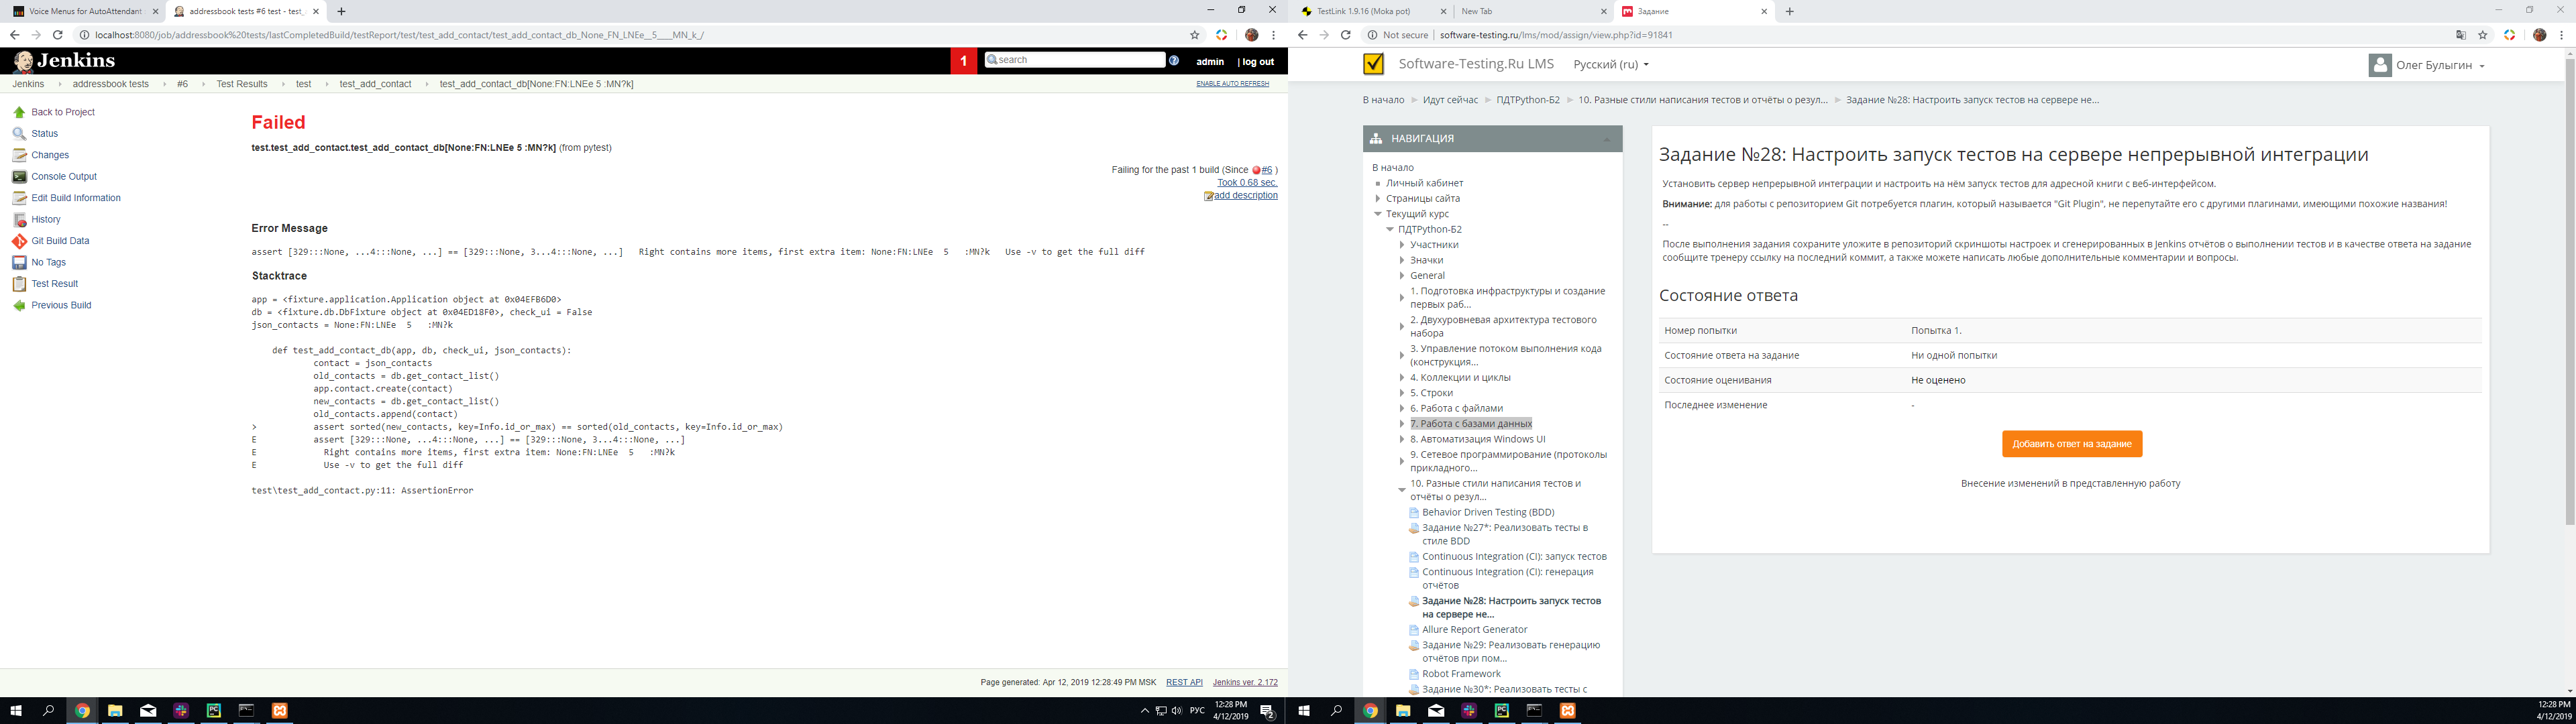 Voice Menus for AutoAttendant
addressbook tests #6 test - test_
localhost:8080/job/addressbook%20tests/lastCompletedBuild/testReport/test/test_add_contact/test_add_contact_db_None_FN_LNEe__5____MN_k_/
Jenkins
1
search
admin
| log out
Jenkins
addressbook tests
#6
Test Results
test
test_add_contact
test_add_contact_db[None:FN:LNEe 5 :MN?k]
ENABLE AUTO REFRESH
Back to Project
Status
Changes
Console Output
Edit Build Information
History
Git Build Data
No Tags
Test Result
Previous Build
Failed
test.test_add_contact.test_add_contact_db[None:FN:LNEe 5 :MN?k] (from pytest)
Failing for the past 1 build (Since #6 )
Took 0.68 sec.
add description
Error Message
assert [329:::None, ...4:::None, ...] == [329:::None, 3...4:::None, ...]   Right contains more items, first extra item: None:FN:LNEe  5   :MN?k   Use -v to get the full diff
Stacktrace
app = <fixture.application.Application object at 0x04EFB6D0>
db = <fixture.db.DbFixture object at 0x04ED18F0>, check_ui = False
json_contacts = None:FN:LNEe  5   :MN?k
def test_add_contact_db(app, db, check_ui, json_contacts):
contact = json_contacts
old_contacts = db.get_contact_list()
app.contact.create(contact)
new_contacts = db.get_contact_list()
old_contacts.append(contact)
> assert sorted(new_contacts, key=Info.id_or_max) == sorted(old_contacts, key=Info.id_or_max)
E assert [329:::None, ...4:::None, ...] == [329:::None, 3...4:::None, ...]
E Right contains more items, first extra item: None:FN:LNEe  5   :MN?k
E Use -v to get the full diff
test\test_add_contact.py:11: AssertionError
Page generated: Apr 12, 2019 12:28:49 PM MSK
REST API
Jenkins ver. 2.172
РУС
12:28 PM
4/12/2019
2
TestLink 1.9.16 (Moka pot)
New Tab
Задание
Not secure | software-testing.ru/lms/mod/assign/view.php?id=91841
Software-Testing.Ru LMS
Русский (ru)
Олег Булыгин
В начало
Идут сейчас
ПДТPython-Б2
10. Разные стили написания тестов и отчёты о резул...
Задание №28: Настроить запуск тестов на сервере не...
НАВИГАЦИЯ
В начало
Личный кабинет
Страницы сайта
Текущий курс
ПДТPython-Б2
Участники
Значки
General
1. Подготовка инфраструктуры и создание
первых раб...
2. Двухуровневая архитектура тестового
набора
3. Управление потоком выполнения кода
(конструкция...
4. Коллекции и циклы
5. Строки
6. Работа с файлами
7. Работа с базами данных
8. Автоматизация Windows UI
9. Сетевое программирование (протоколы
прикладного...
10. Разные стили написания тестов и
отчёты о резул...
Behavior Driven Testing (BDD)
Задание №27*: Реализовать тесты в
стиле BDD
Continuous Integration (CI): запуск тестов
Continuous Integration (CI): генерация
отчётов
Задание №28: Настроить запуск тестов
на сервере не...
Allure Report Generator
Задание №29: Реализовать генерацию
отчётов при пом...
Robot Framework
Задание №30*: Реализовать тесты с
Задание №28: Настроить запуск тестов на сервере непрерывной интеграции
Установить сервер непрерывной интеграции и настроить на нём запуск тестов для адресной книги с веб-интерфейсом.
Внимание: для работы с репозиторием Git потребуется плагин, который называется "Git Plugin", не перепутайте его с другими плагинами, имеющими похожие названия!
--
После выполнения задания сохраните уложите в репозиторий скриншоты настроек и сгенерированных в Jenkins отчётов о выполнении тестов и в качестве ответа на задание
сообщите тренеру ссылку на последний коммит, а также можете написать любые дополнительные комментарии и вопросы.
Состояние ответа
Номер попытки
Попытка 1.
Состояние ответа на задание
Ни одной попытки
Состояние оценивания
Не оценено
Последнее изменение
-
Добавить ответ на задание
Внесение изменений в представленную работу
12:28 PM
4/12/2019